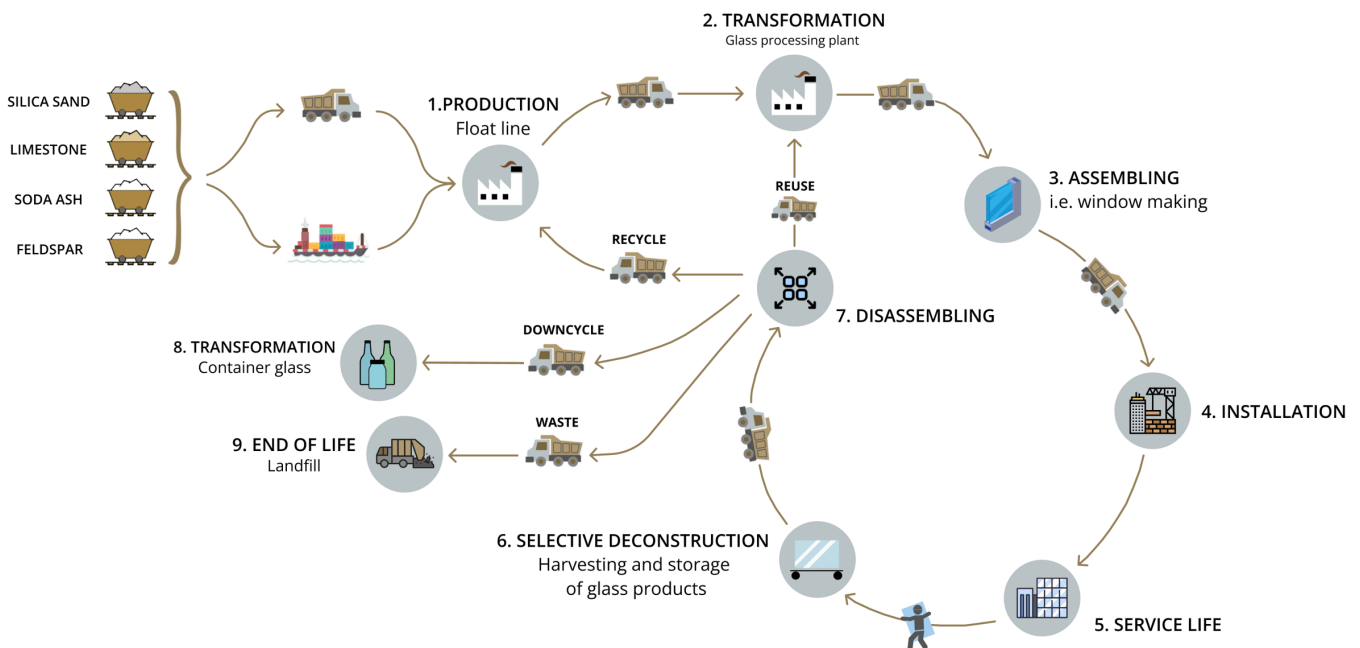 2. TRANSFORMATION
Glass processing plant
SILICA SAND
LIMESTONE
SODA ASH
FELDSPAR
1.PRODUCTION
Float line
3. ASSEMBLING
i.e. window making
REUSE
RECYCLE
7. DISASSEMBLING
DOWNCYCLE
8. TRANSFORMATION
Container glass
4. INSTALLATION
WASTE
9. END OF LIFE
Landfill
6. SELECTIVE DECONSTRUCTION
Harvesting and storage
of glass products
5. SERVICE LIFE